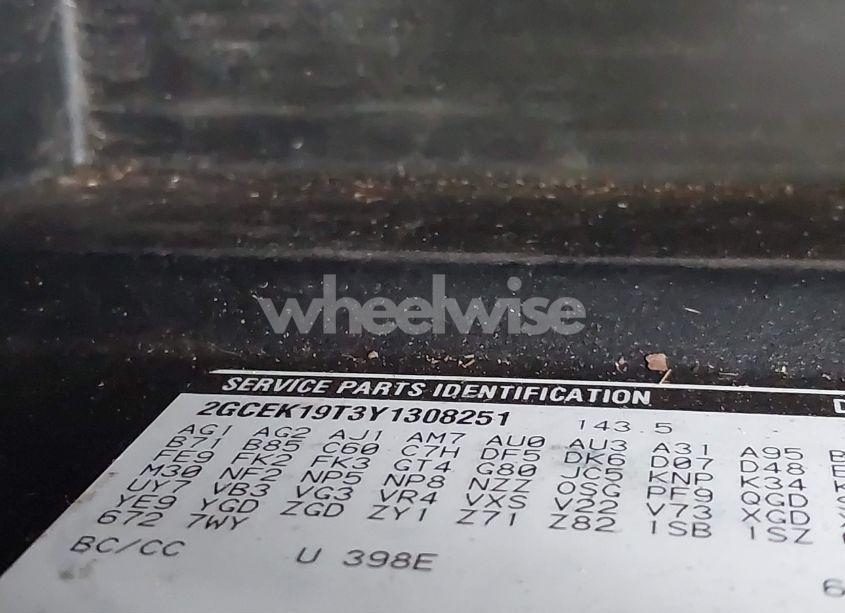 wheelwise
SERVICE PARTS IDENTIFICATION D
2GCEK19T3Y1308251 143.5
AG1 AG2 AJ1 AM7 AU0 AU3 A31 A95
B71 B85 C60 C7H DF5 DK6 D07 D48
FE9 FK2 FK3 GT4 G80 JC5 KNP K34
M30 NF2 NP5 NP8 NZZ OSG PF9 QGD
UY7 VB3 VG3 VR4 VXS V22 V73 XGD
YE9 YGD ZGD ZY1 Z71 Z82 1SB 1SZ
672 7WY
BC/CC U 398E
6